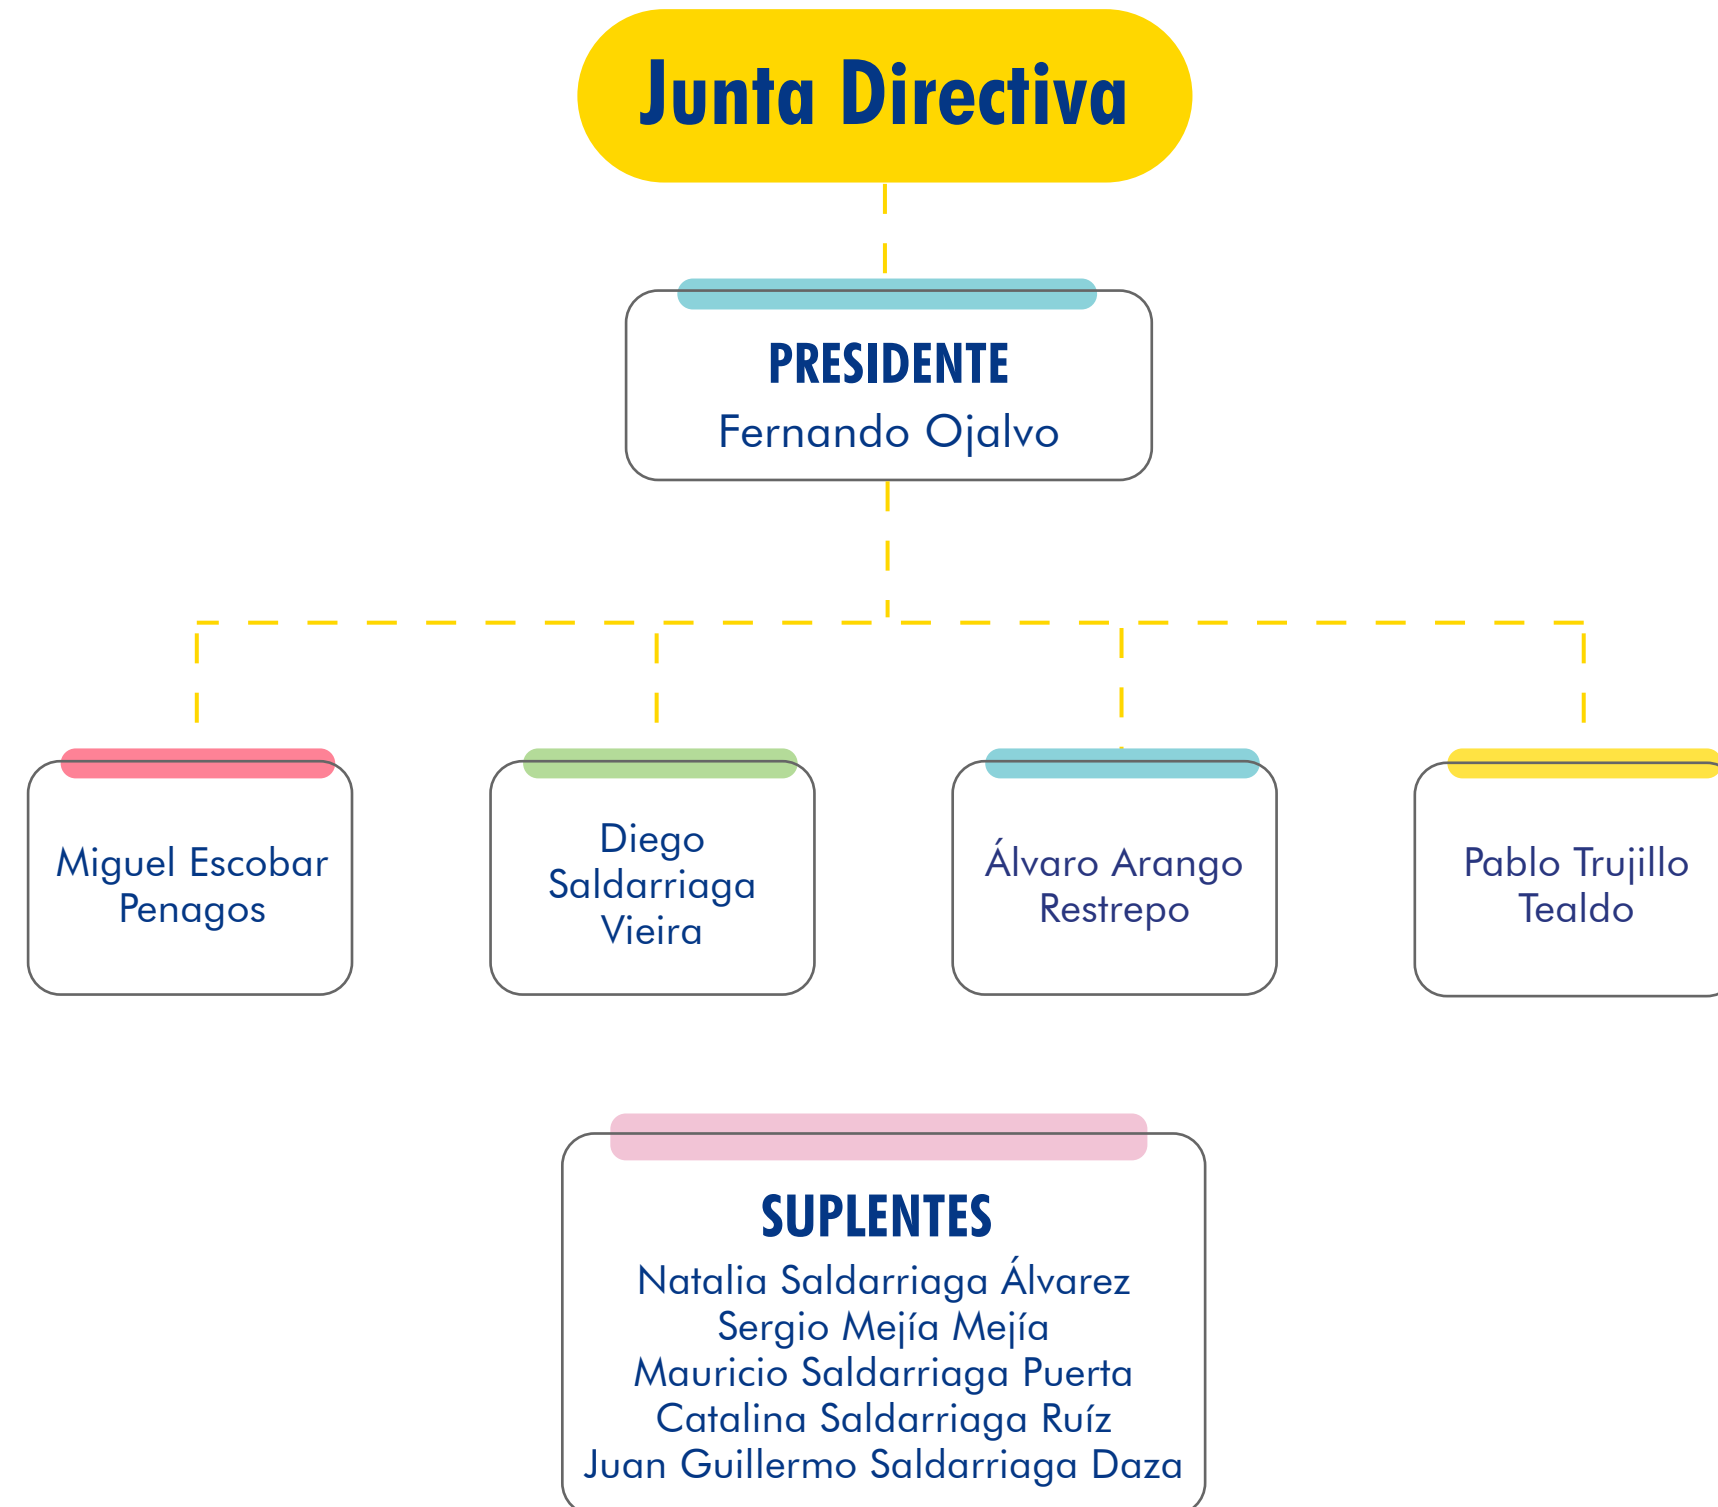 Junta Directiva
PRESIDENTE
Fernando Ojalvo
Miguel Escobar
Penagos
Diego
Saldarriaga
Vieira
Álvaro Arango
Restrepo
Pablo Trujillo
Tealdo
SUPLENTES
Natalia Saldarriaga Álvarez
Sergio Mejía Mejía
Mauricio Saldarriaga Puerta
Catalina Saldarriaga Ruíz
Juan Guillermo Saldarriaga Daza